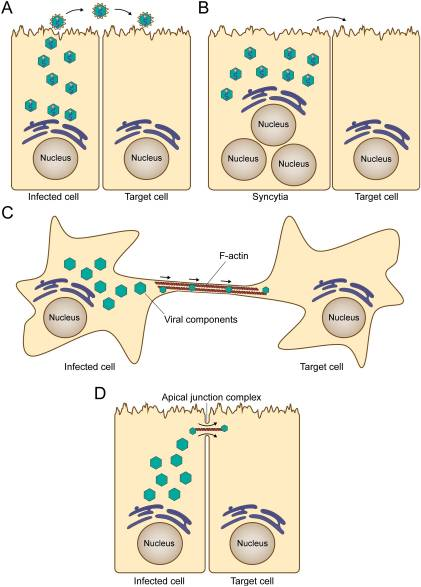 A
B
Nucleus
Nucleus
Nucleus
Nucleus
Nucleus
Nucleus
Infected cell
Target cell
Syncytia
Target cell
C
F-actin
Nucleus
Nucleus
Viral components
Infected cell
Target cell
D
Apical junction complex
Nucleus
Nucleus
Infected cell
Target cell